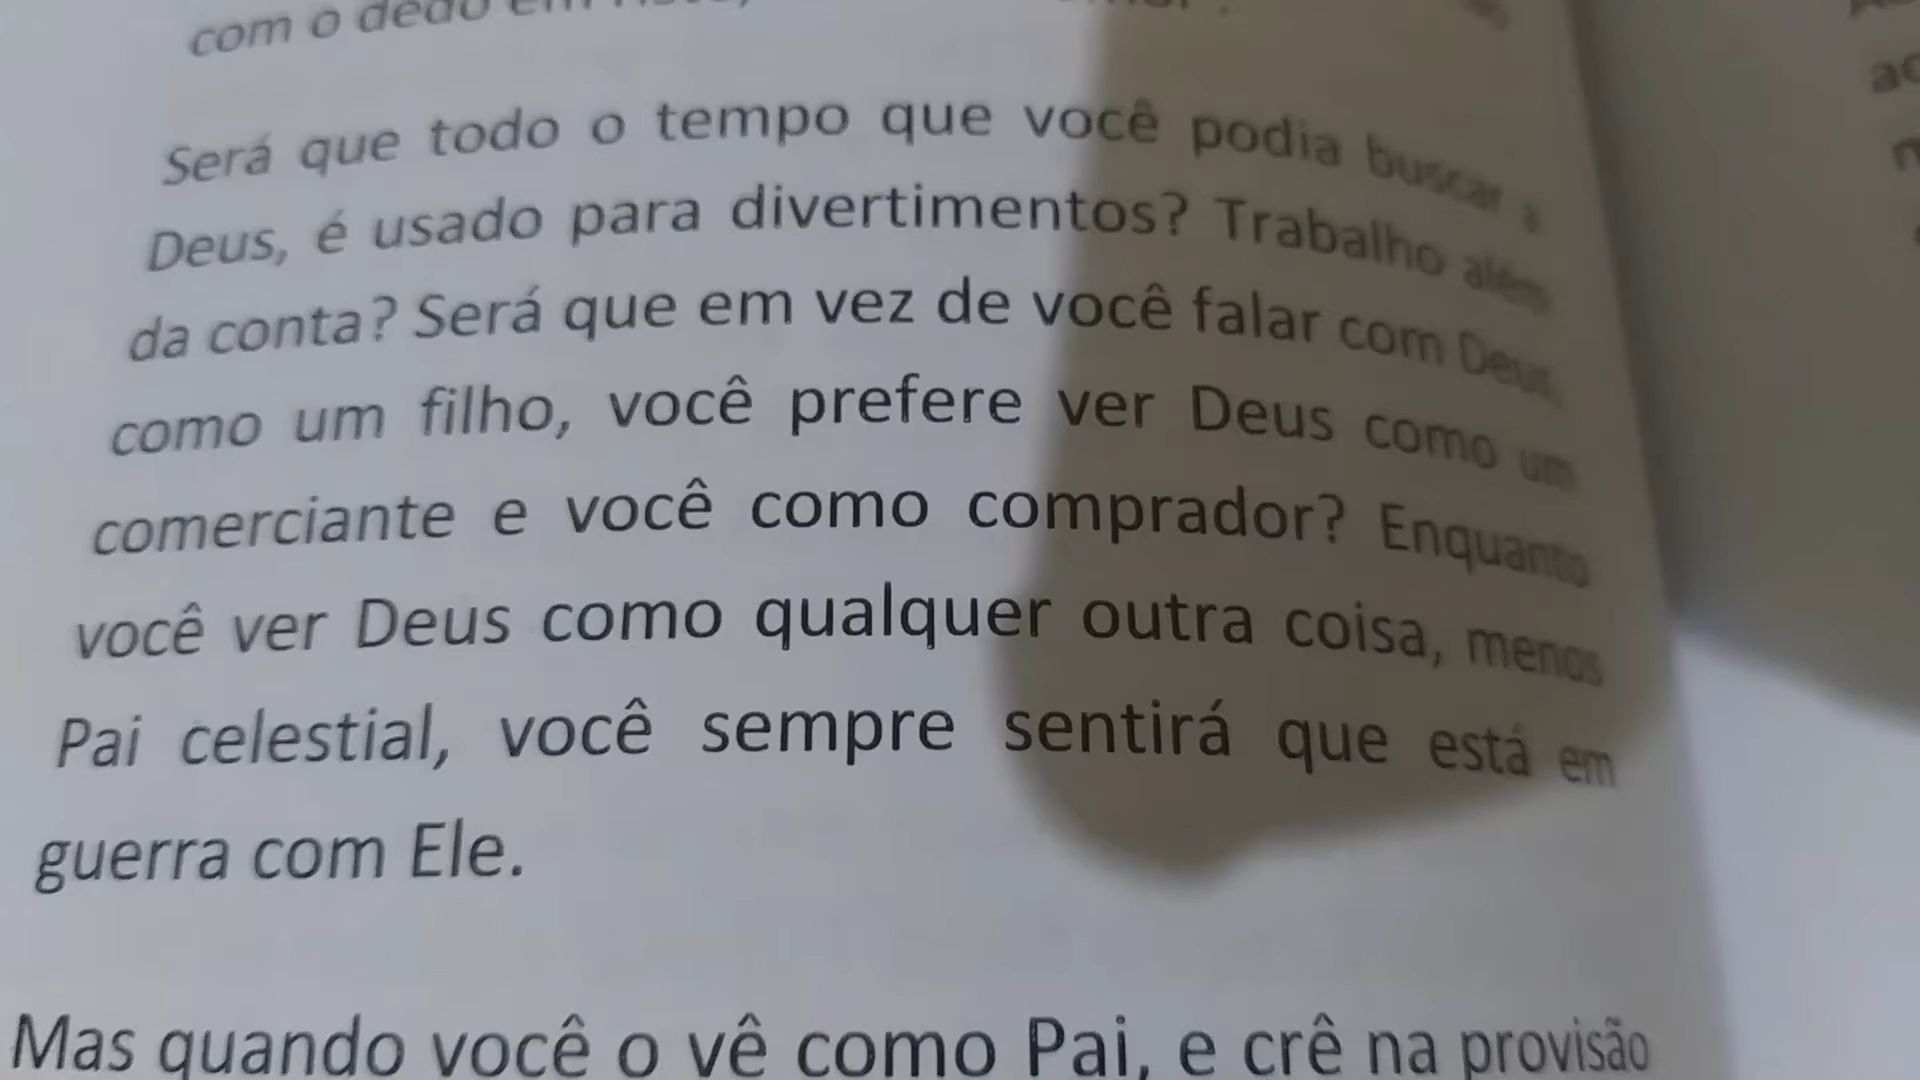 com o dedo em
Será que todo o tempo que você podia buscar a
Deus, é usado para divertimentos? Trabalho além
da conta? Será que em vez de você falar com Deus,
como um filho, você prefere ver Deus como um
comerciante e você como comprador? Enquanto
você ver Deus como qualquer outra coisa, menos
Pai celestial, você sempre sentirá que está em
guerra com Ele.
Mas quando você o vê como Pai, e crê na provisão